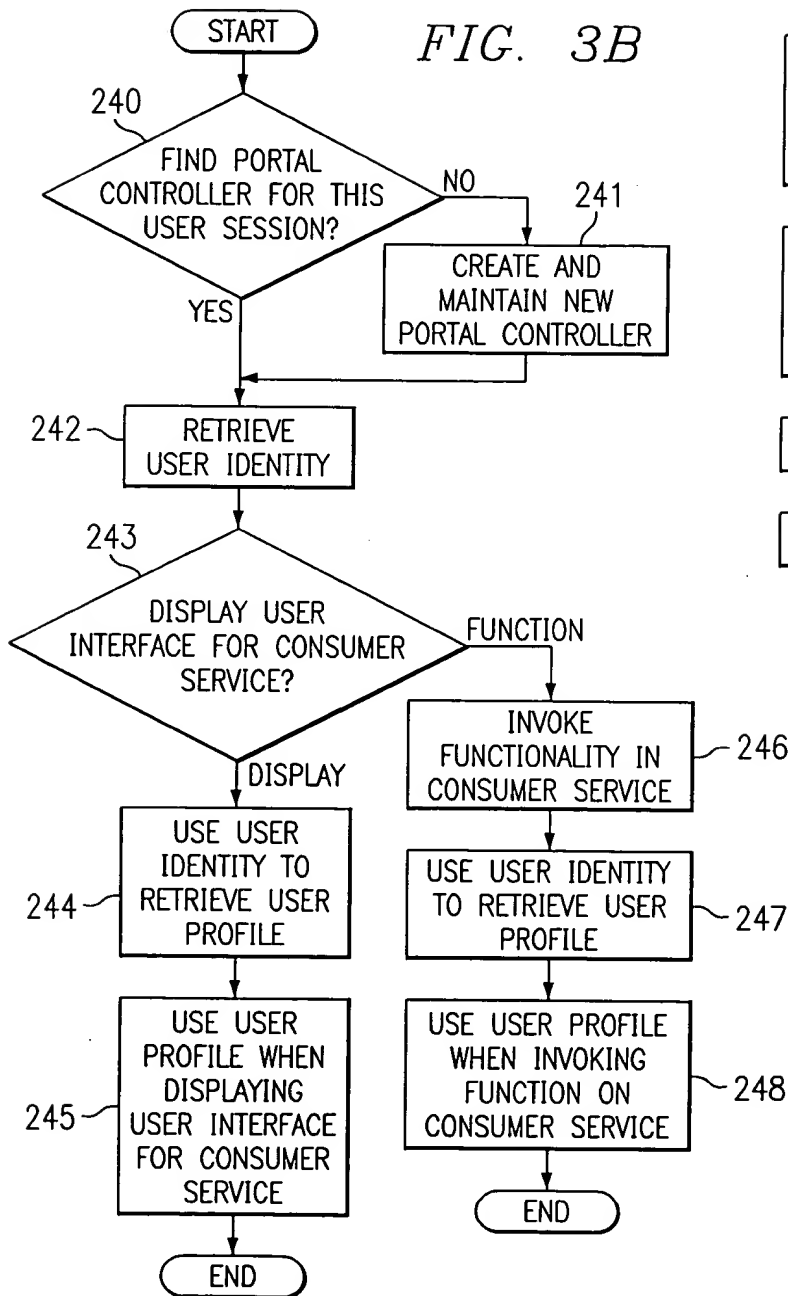 START
FIG. 3B
240
FIND PORTAL
CONTROLLER FOR THIS
USER SESSION?
NO
241
CREATE AND
MAINTAIN NEW
PORTAL CONTROLLER
YES
242
RETRIEVE
USER IDENTITY
243
DISPLAY USER
INTERFACE FOR CONSUMER
SERVICE?
FUNCTION
DISPLAY
INVOKE
FUNCTIONALITY IN
CONSUMER SERVICE
246
USE USER
IDENTITY TO
RETRIEVE USER
PROFILE
244
USE USER IDENTITY
TO RETRIEVE USER
PROFILE
247
USE USER
PROFILE WHEN
DISPLAYING
USER INTERFACE
FOR CONSUMER
SERVICE
245
USE USER PROFILE
WHEN INVOKING
FUNCTION ON
CONSUMER SERVICE
248
END
END